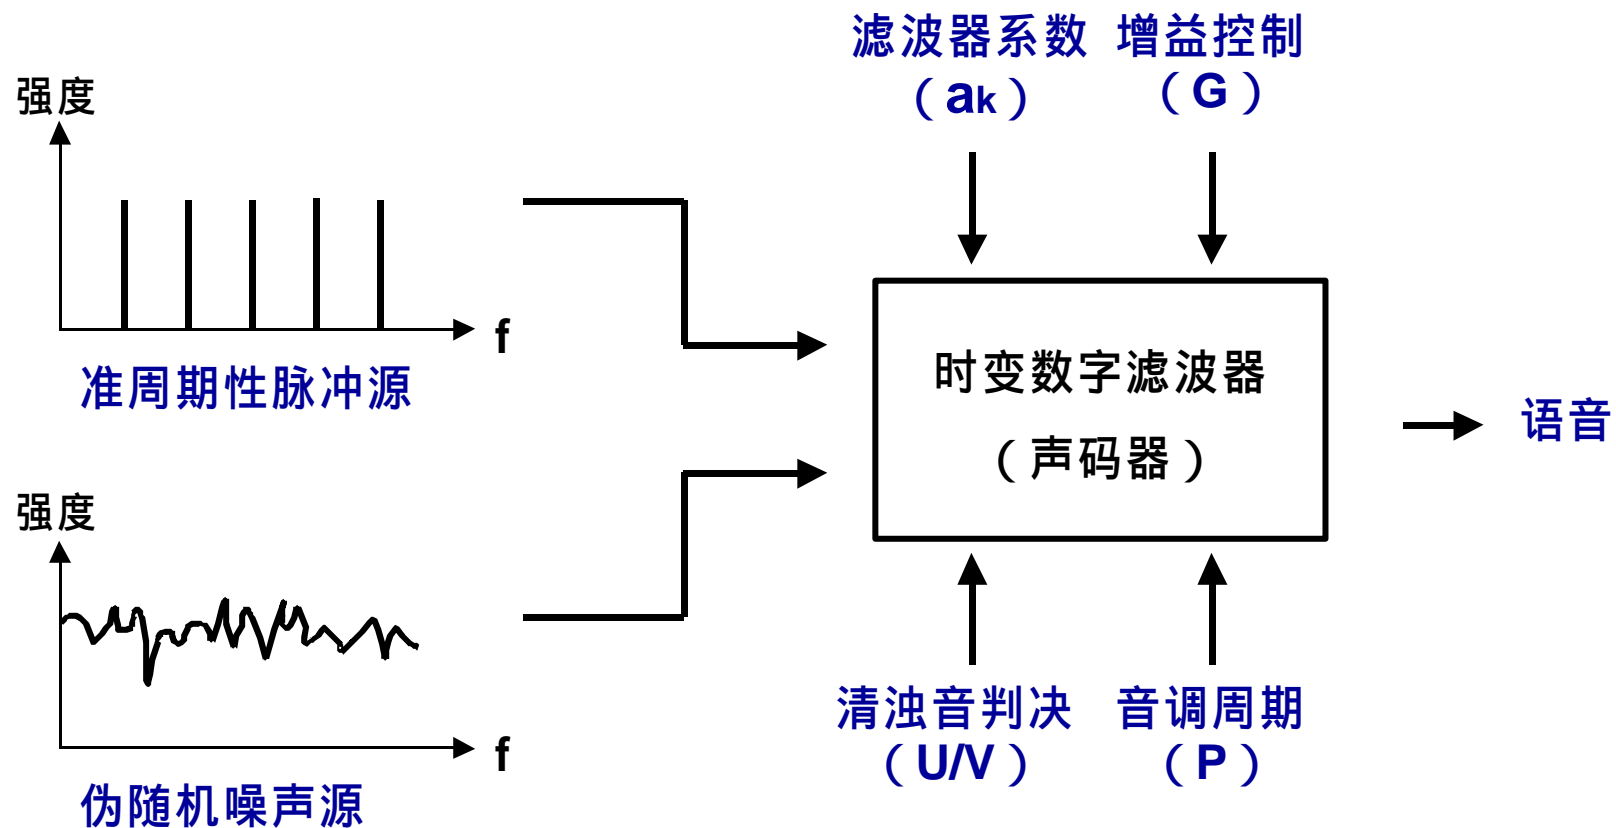 滤波器系数
（ak）
增益控制
（G）
强度
f
准周期性脉冲源
时变数字滤波器
（声码器）
语音
强度
f
伪随机噪声源
清浊音判决
（U/V）
音调周期
（P）